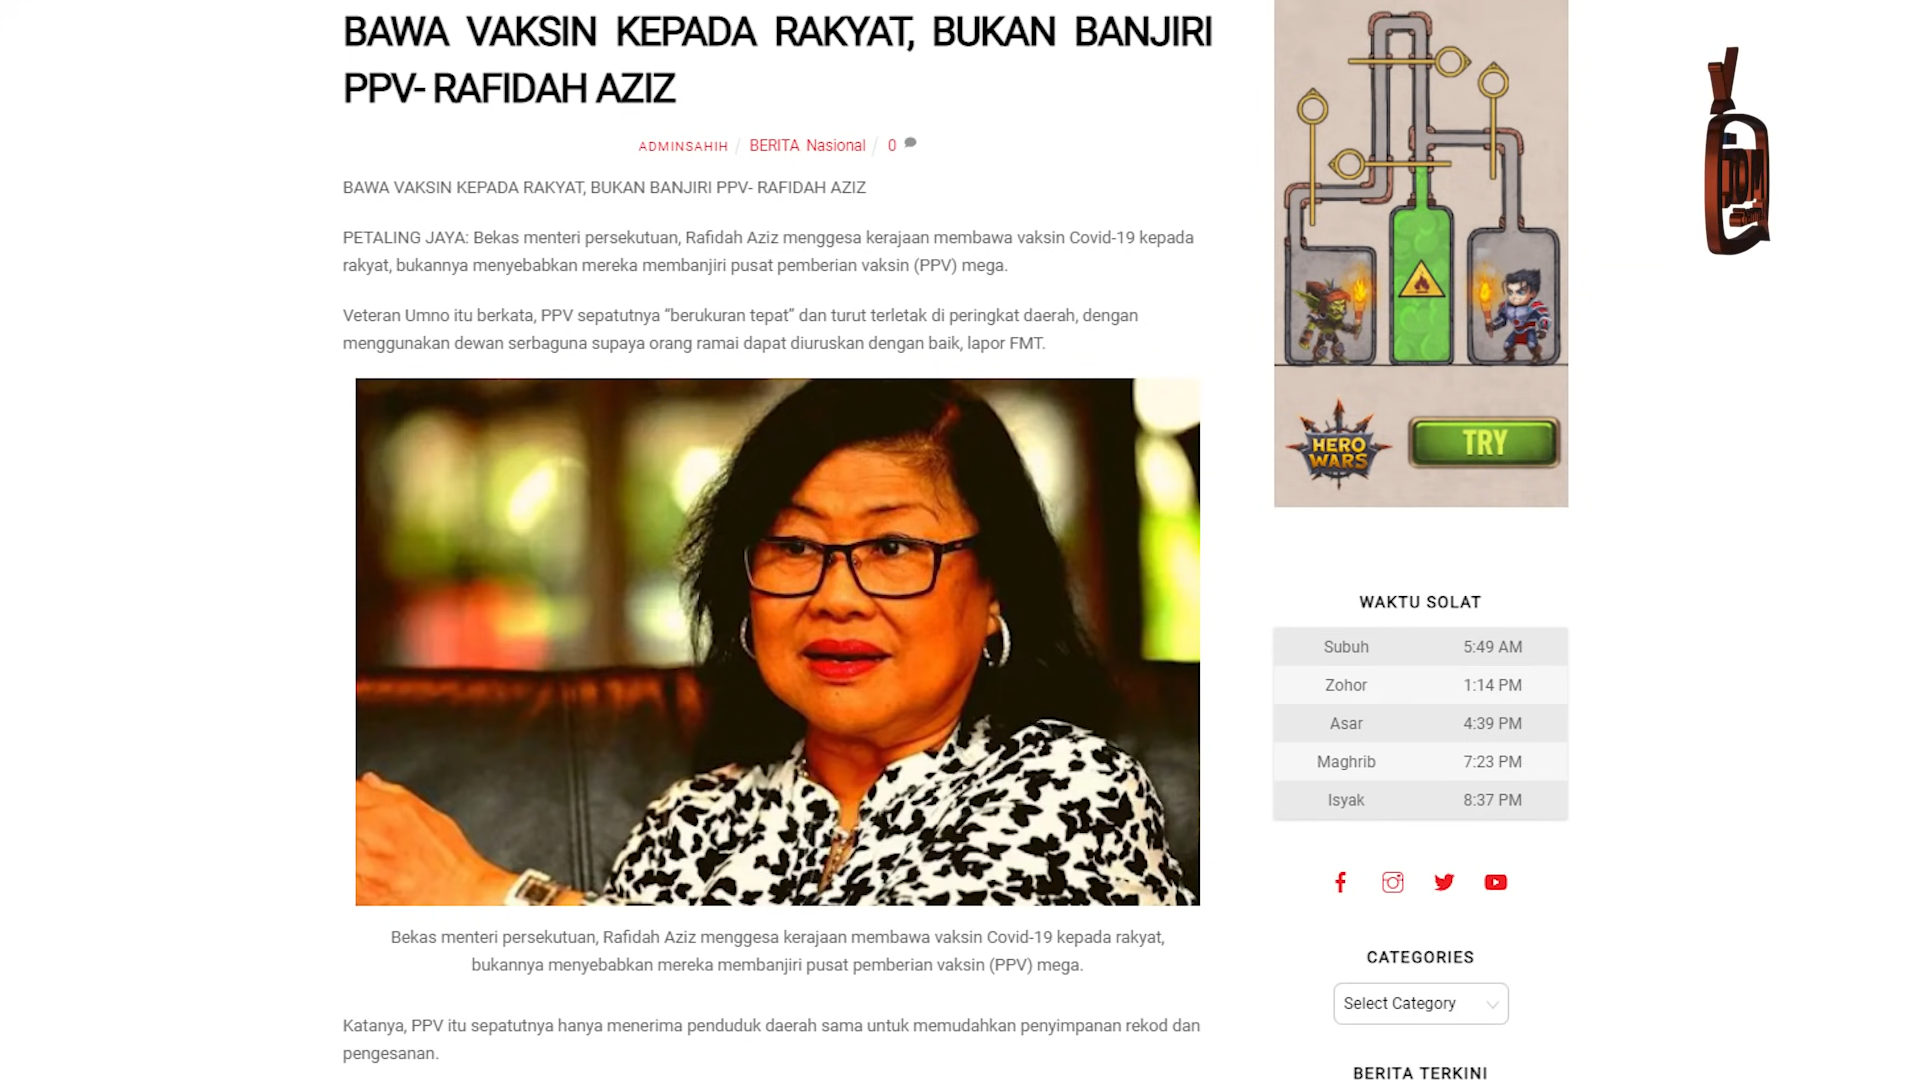 BAWA VAKSIN KEPADA RAKYAT, BUKAN BANJIRI
PPV- RAFIDAH AZIZ
ADMINSAHIH / BERITA Nasional / 0
BAWA VAKSIN KEPADA RAKYAT, BUKAN BANJIRI PPV- RAFIDAH AZIZ
PETALING JAYA: Bekas menteri persekutuan, Rafidah Aziz menggesa kerajaan membawa vaksin Covid-19 kepada
rakyat, bukannya menyebabkan mereka membanjiri pusat pemberian vaksin (PPV) mega.
Veteran Umno itu berkata, PPV sepatutnya “berukuran tepat” dan turut terletak di peringkat daerah, dengan
menggunakan dewan serbaguna supaya orang ramai dapat diuruskan dengan baik, lapor FMT.
Bekas menteri persekutuan, Rafidah Aziz menggesa kerajaan membawa vaksin Covid-19 kepada rakyat,
bukannya menyebabkan mereka membanjiri pusat pemberian vaksin (PPV) mega.
Katanya, PPV itu sepatutnya hanya menerima penduduk daerah sama untuk memudahkan penyimpanan rekod dan
pengesanan.
HERO
WARS
TRY
WAKTU SOLAT
Subuh 5:49 AM
Zohor 1:14 PM
Asar 4:39 PM
Maghrib 7:23 PM
Isyak 8:37 PM
CATEGORIES
Select Category
BERITA TERKINI